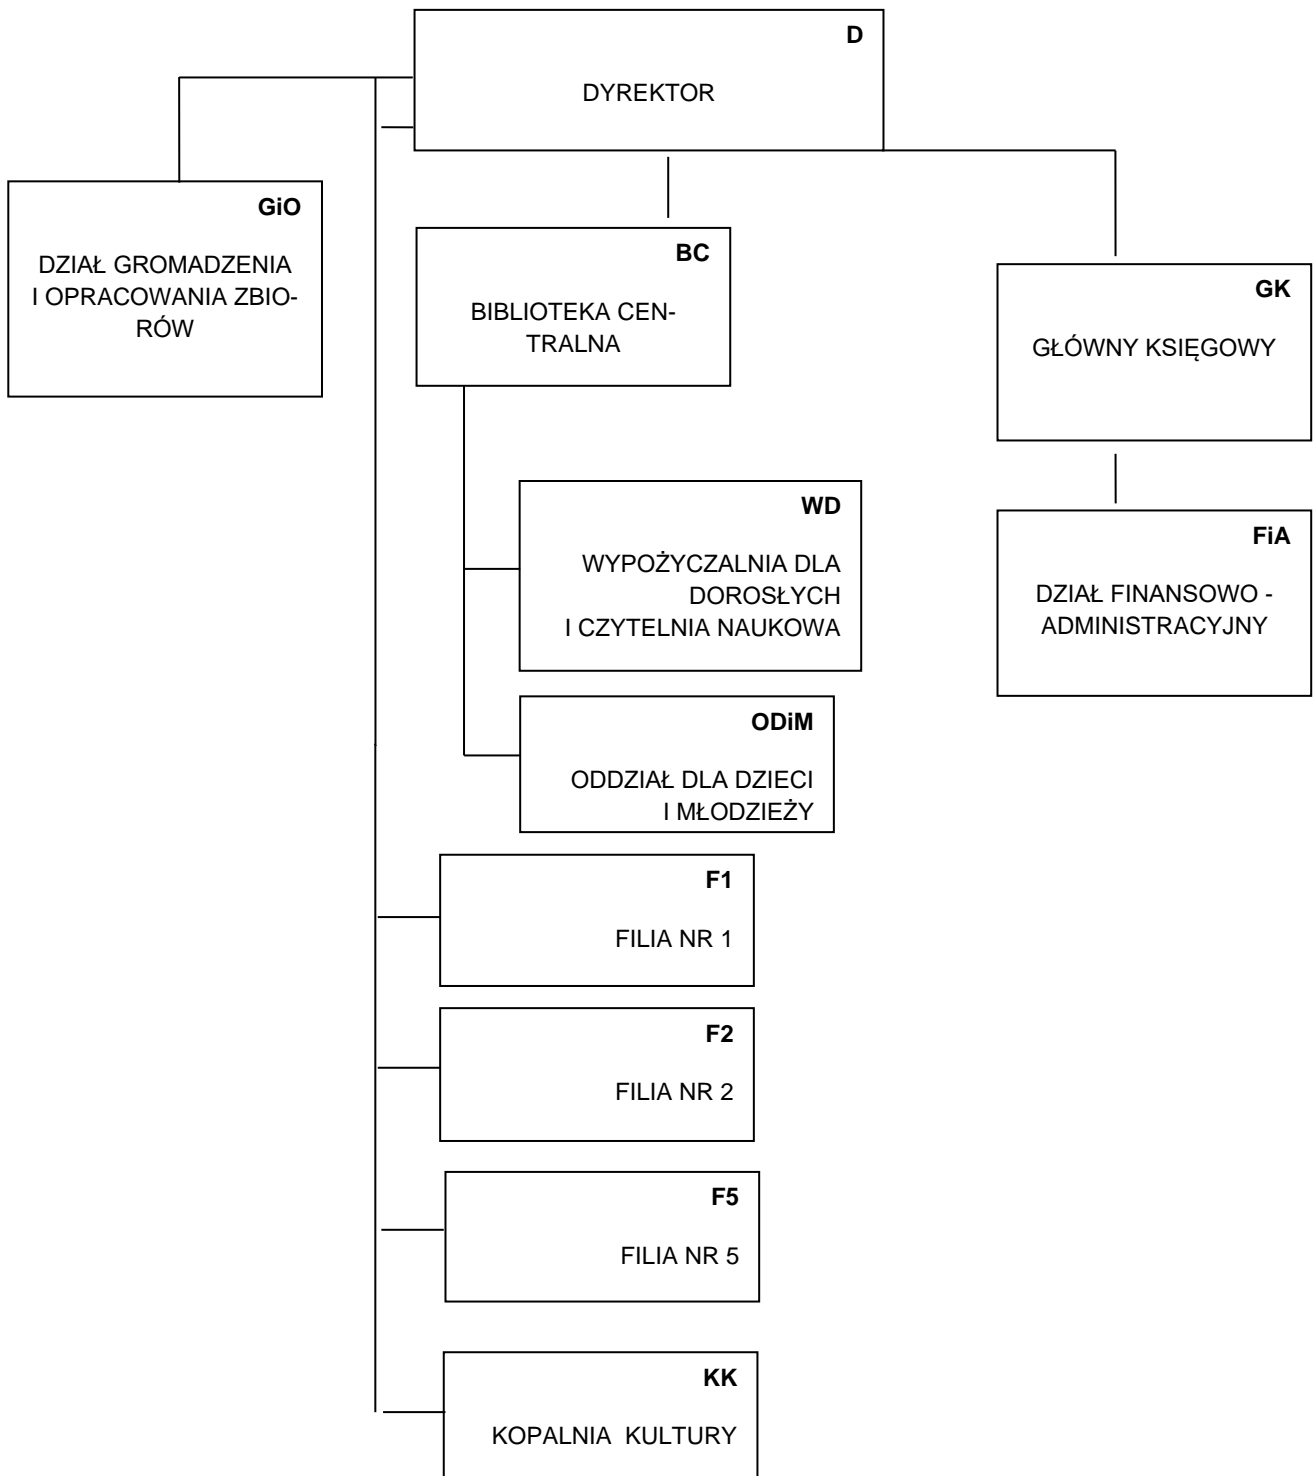 D
DYREKTOR
GiO
DZIAŁ GROMADZENIA
I OPRACOWANIA ZBIO-
RÓW
BC
BIBLIOTEKA CEN-
TRALNA
GK
GŁÓWNY KSIĘGOWY
WD
WYPOŻYCZALNIA DLA
DOROSŁYCH
I CZYTELNIA NAUKOWA
FiA
DZIAŁ FINANSOWO -
ADMINISTRACYJNY
ODiM
ODDZIAŁ DLA DZIECI
I MŁODZIEŻY
F1
FILIA NR 1
F2
FILIA NR 2
F5
FILIA NR 5
KK
KOPALNIA KULTURY